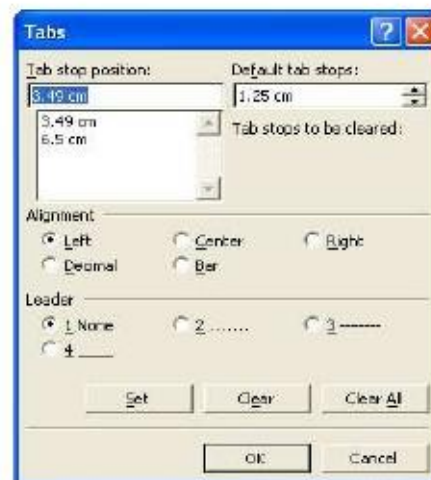 Tabs
Tab stop position: Default tab stops:
3.49 cm 1.25 cm
3.49 cm Tab stops to be cleared:
6.5 cm
Alignment
Left Center Right
Decimal Bar
Leader
1 None 2 ....... 3 -------
4 ____
Set Clear Clear All
OK Cancel